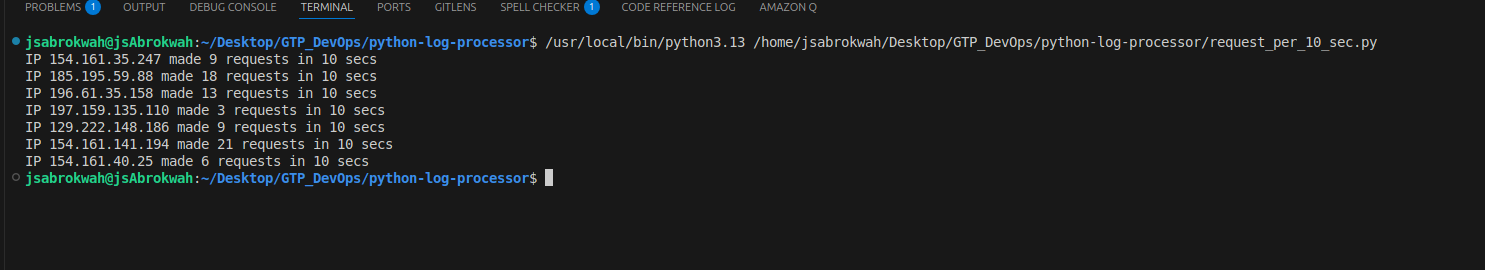 PROBLEMS 1 OUTPUT DEBUG CONSOLE TERMINAL PORTS GITLENS SPELL CHECKER 1 CODE REFERENCE LOG AMAZON Q
jsabrokwah@jsAbrokwah:~/Desktop/GTP_DevOps/python-log-processor$ /usr/local/bin/python3.13 /home/jsabrokwah/Desktop/GTP_DevOps/python-log-processor/request_per_10_sec.py
IP 154.161.35.247 made 9 requests in 10 secs
IP 185.195.59.88 made 18 requests in 10 secs
IP 196.61.35.158 made 13 requests in 10 secs
IP 197.159.135.110 made 3 requests in 10 secs
IP 129.222.148.186 made 9 requests in 10 secs
IP 154.161.141.194 made 21 requests in 10 secs
IP 154.161.40.25 made 6 requests in 10 secs
jsabrokwah@jsAbrokwah:~/Desktop/GTP_DevOps/python-log-processor$